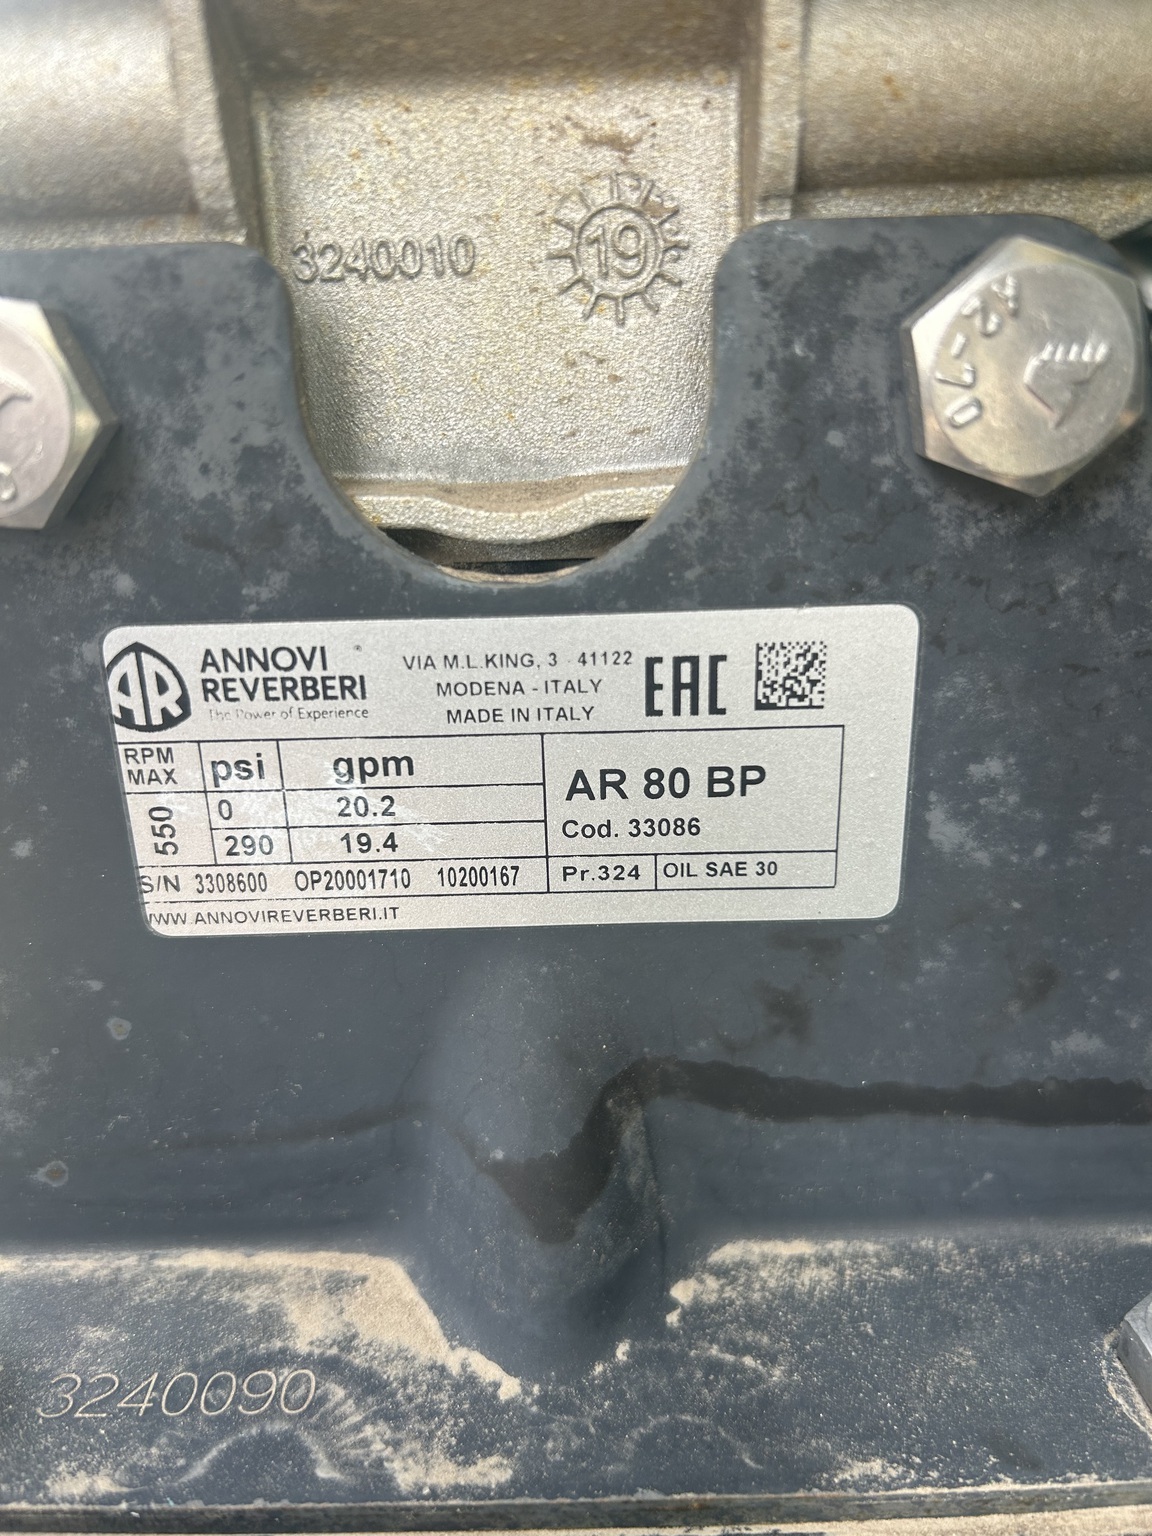 3240010
19
A2-70
AR
ANNOVI
REVERBERI
The Power of Experience
VIA M.L.KING, 3 - 41122
MODENA - ITALY
MADE IN ITALY
EAC
RPM MAX psi gpm
550
0 20.2
290 19.4
AR 80 BP
Cod. 33086
S/N 3308600 OP20001710 10200167
Pr.324 OIL SAE 30
WWW.ANNOVIREVERBERI.IT
3240090